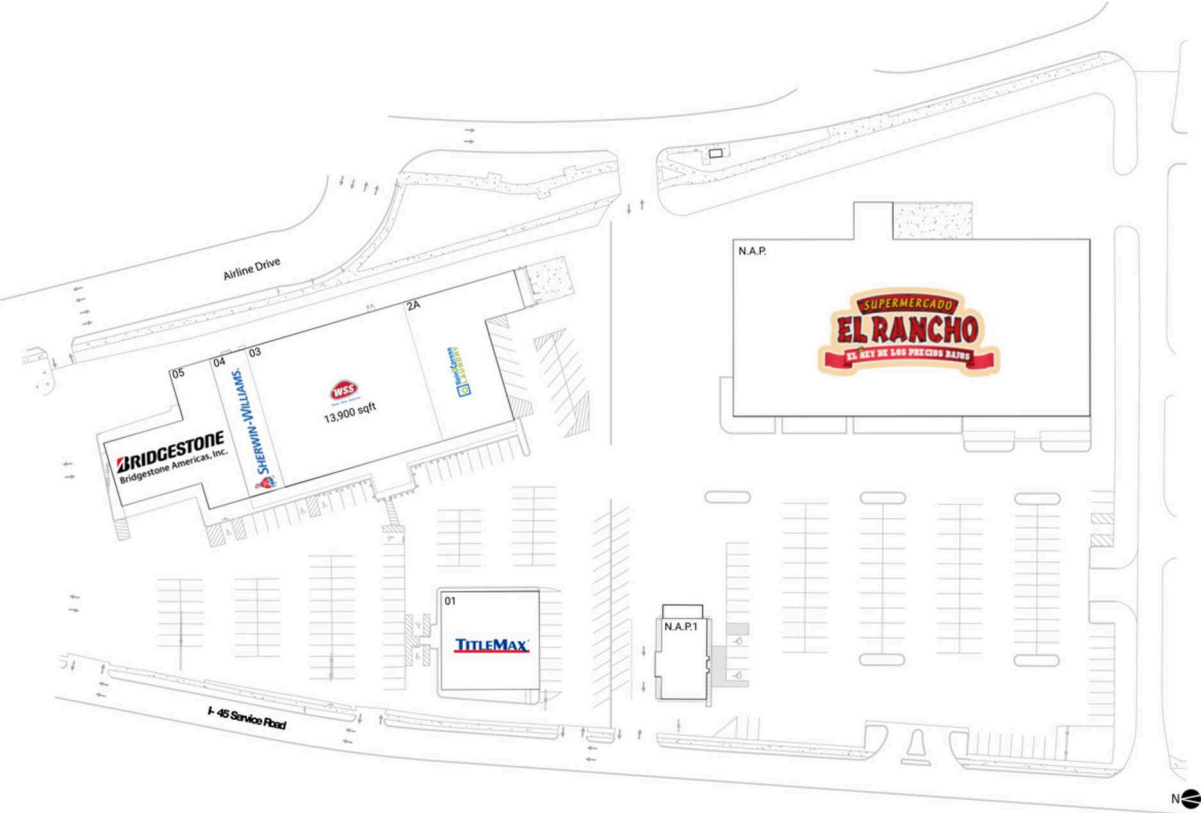 Airline Drive
N.A.P.
SUPERMERCADO
EL RANCHO
EL REY DE LOS PRECIOS BAJOS
2A
03
04
05
WSS
13,900 sqft
SHERWIN-WILLIAMS.
LAUNDRY
BRIDGESTONE
Bridgestone Americas, Inc.
01
TITLEMAX
N.A.P.1
I- 45 Service Road
N